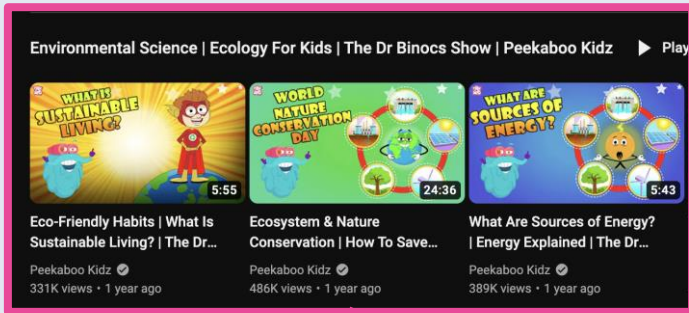 Environmental Science | Ecology For Kids | The Dr Binocs Show | Peekaboo Kidz
Play
WHAT IS
SUSTAINABLE
LIVING?
5:55
Eco-Friendly Habits | What Is
Sustainable Living? | The Dr...
Peekaboo Kidz
331K views • 1 year ago
WORLD
NATURE
CONSERVATION
DAY
24:36
Ecosystem & Nature
Conservation | How To Save...
Peekaboo Kidz
486K views • 1 year ago
WHAT ARE
SOURCES OF
ENERGY?
5:43
What Are Sources of Energy?
| Energy Explained | The Dr...
Peekaboo Kidz
389K views • 1 year ago